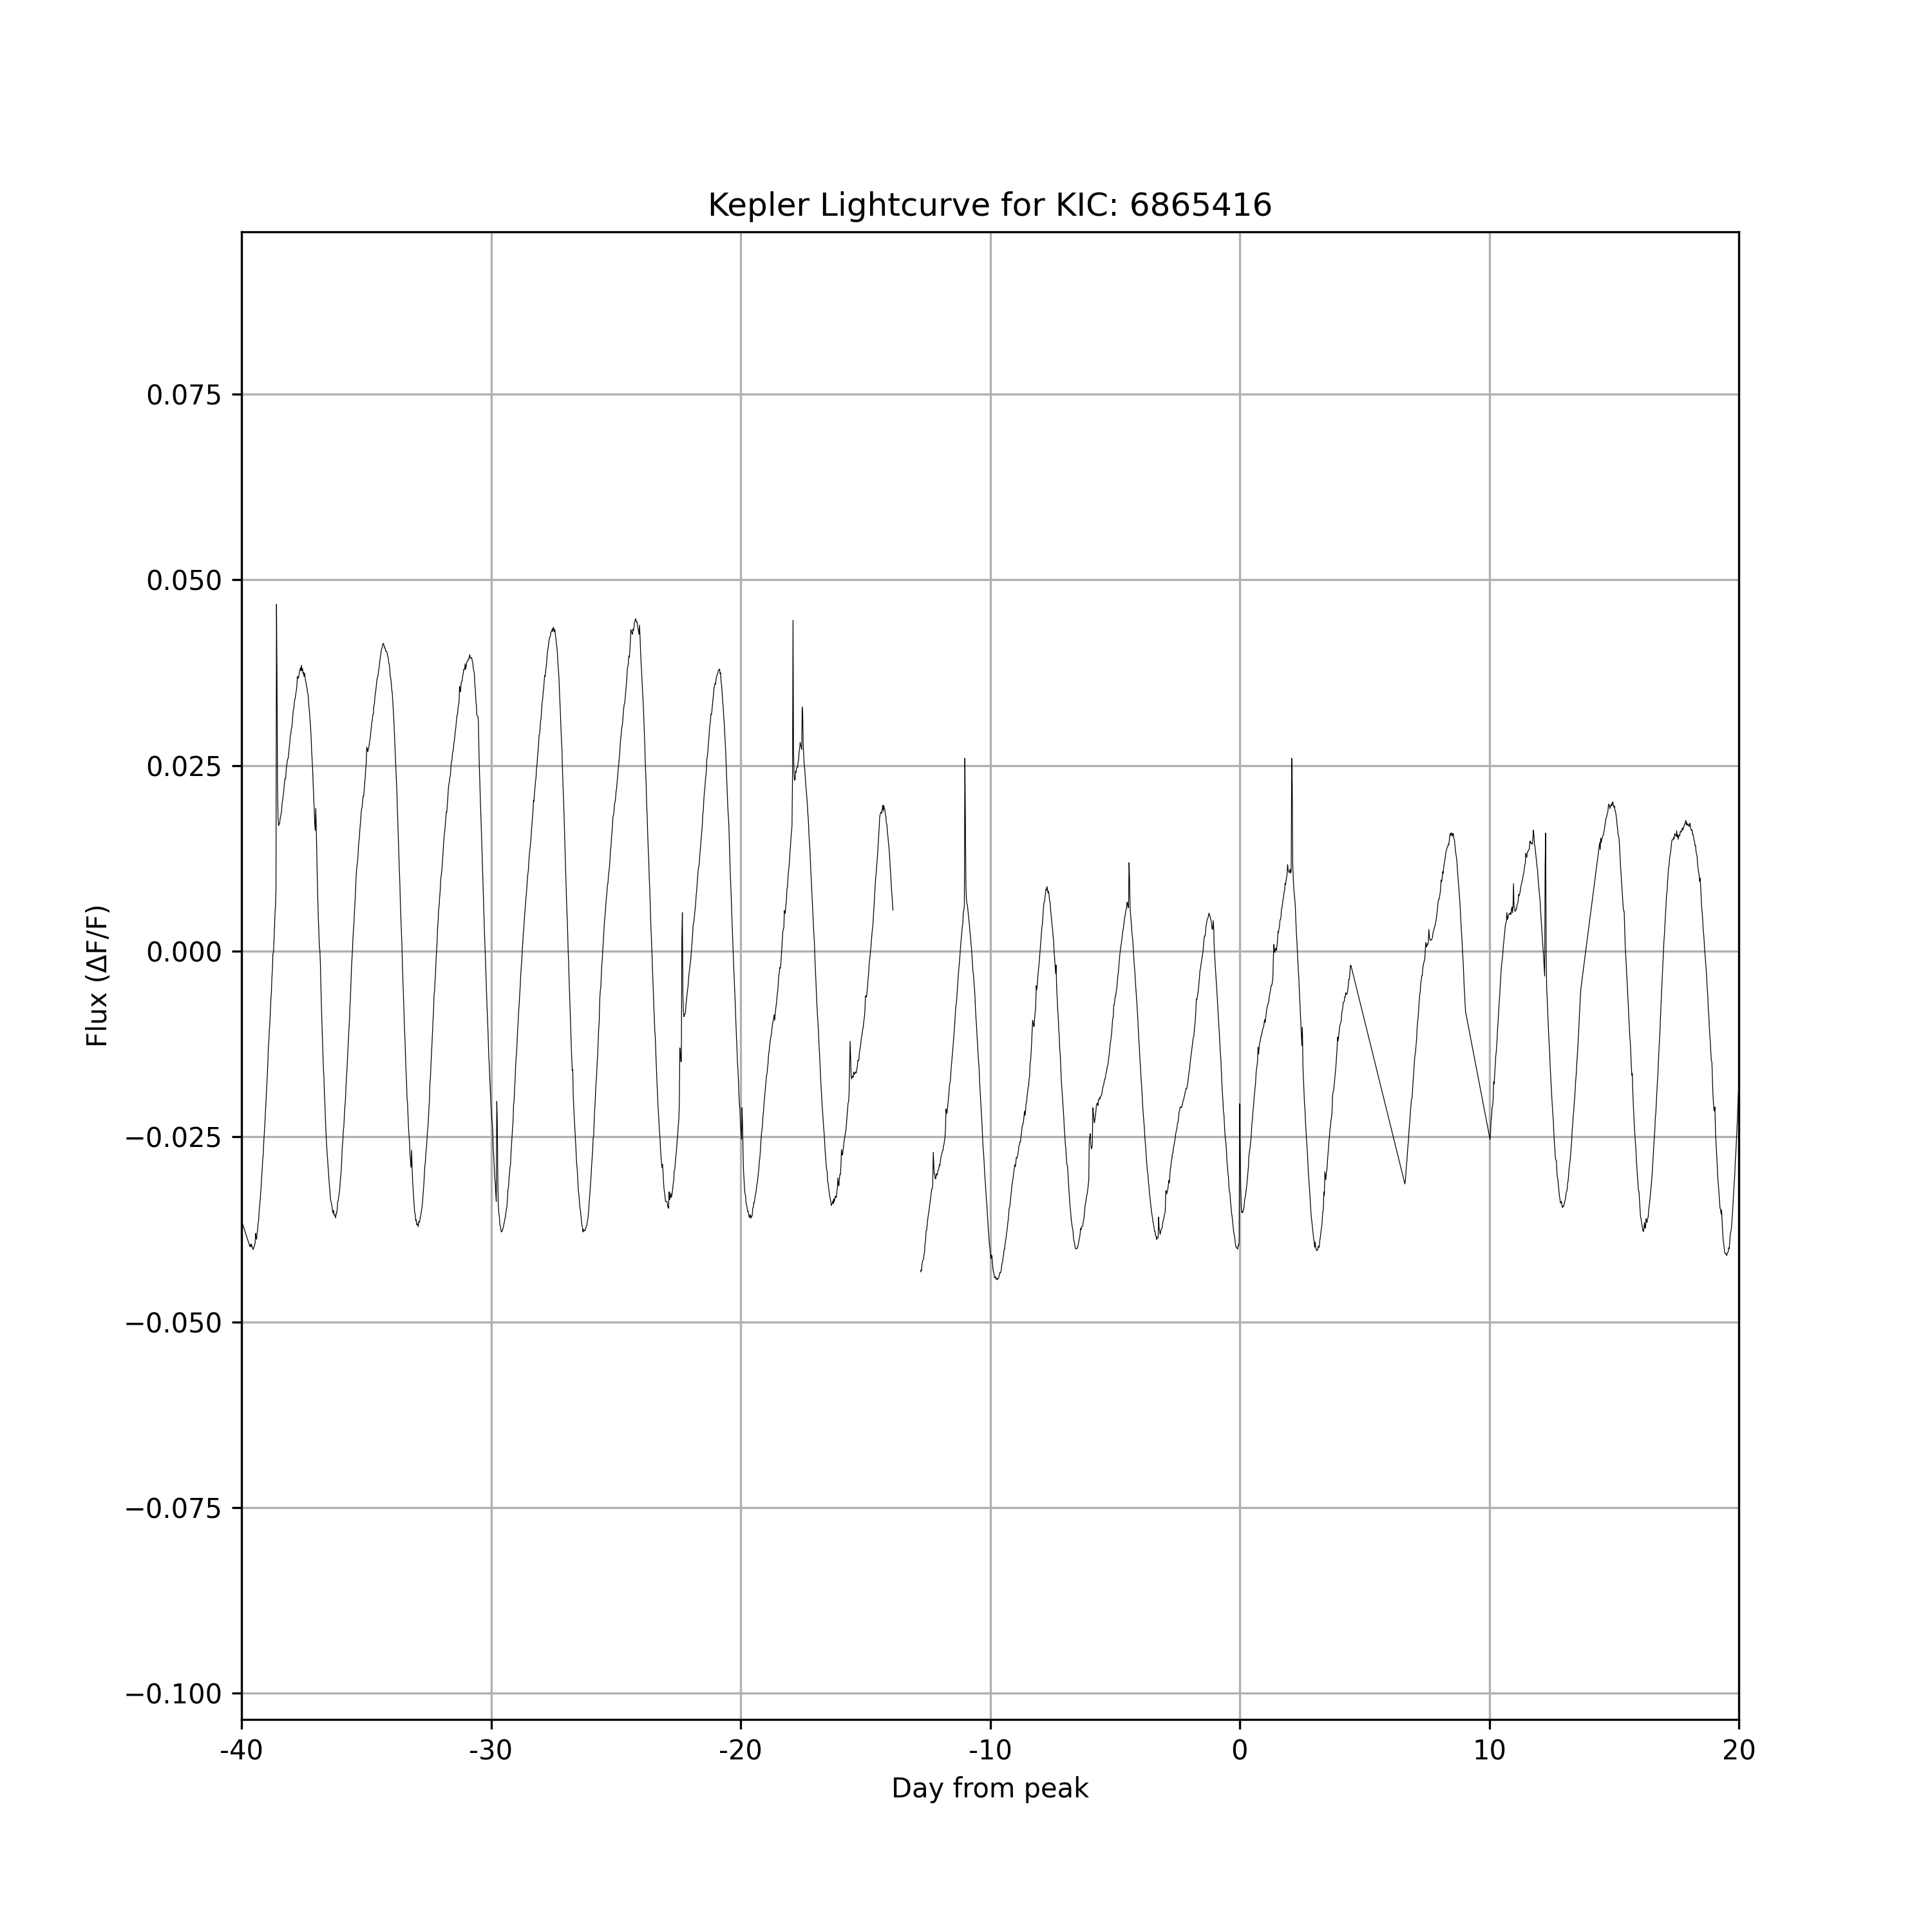 Kepler Lightcurve for KIC: 6865416
Flux (ΔF/F)
0.075
0.050
0.025
0.000
−0.025
−0.050
−0.075
−0.100
-40 -30 -20 -10 0 10 20
Day from peak